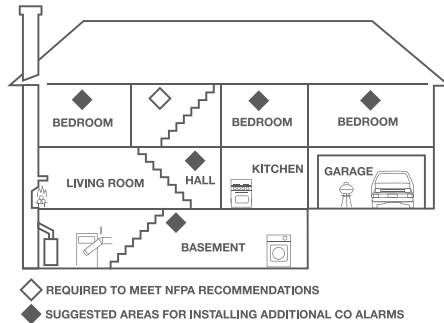 BEDROOM
BEDROOM
BEDROOM
LIVING ROOM
HALL
KITCHEN
GARAGE
BASEMENT
REQUIRED TO MEET NFPA RECOMMENDATIONS
SUGGESTED AREAS FOR INSTALLING ADDITIONAL CO ALARMS